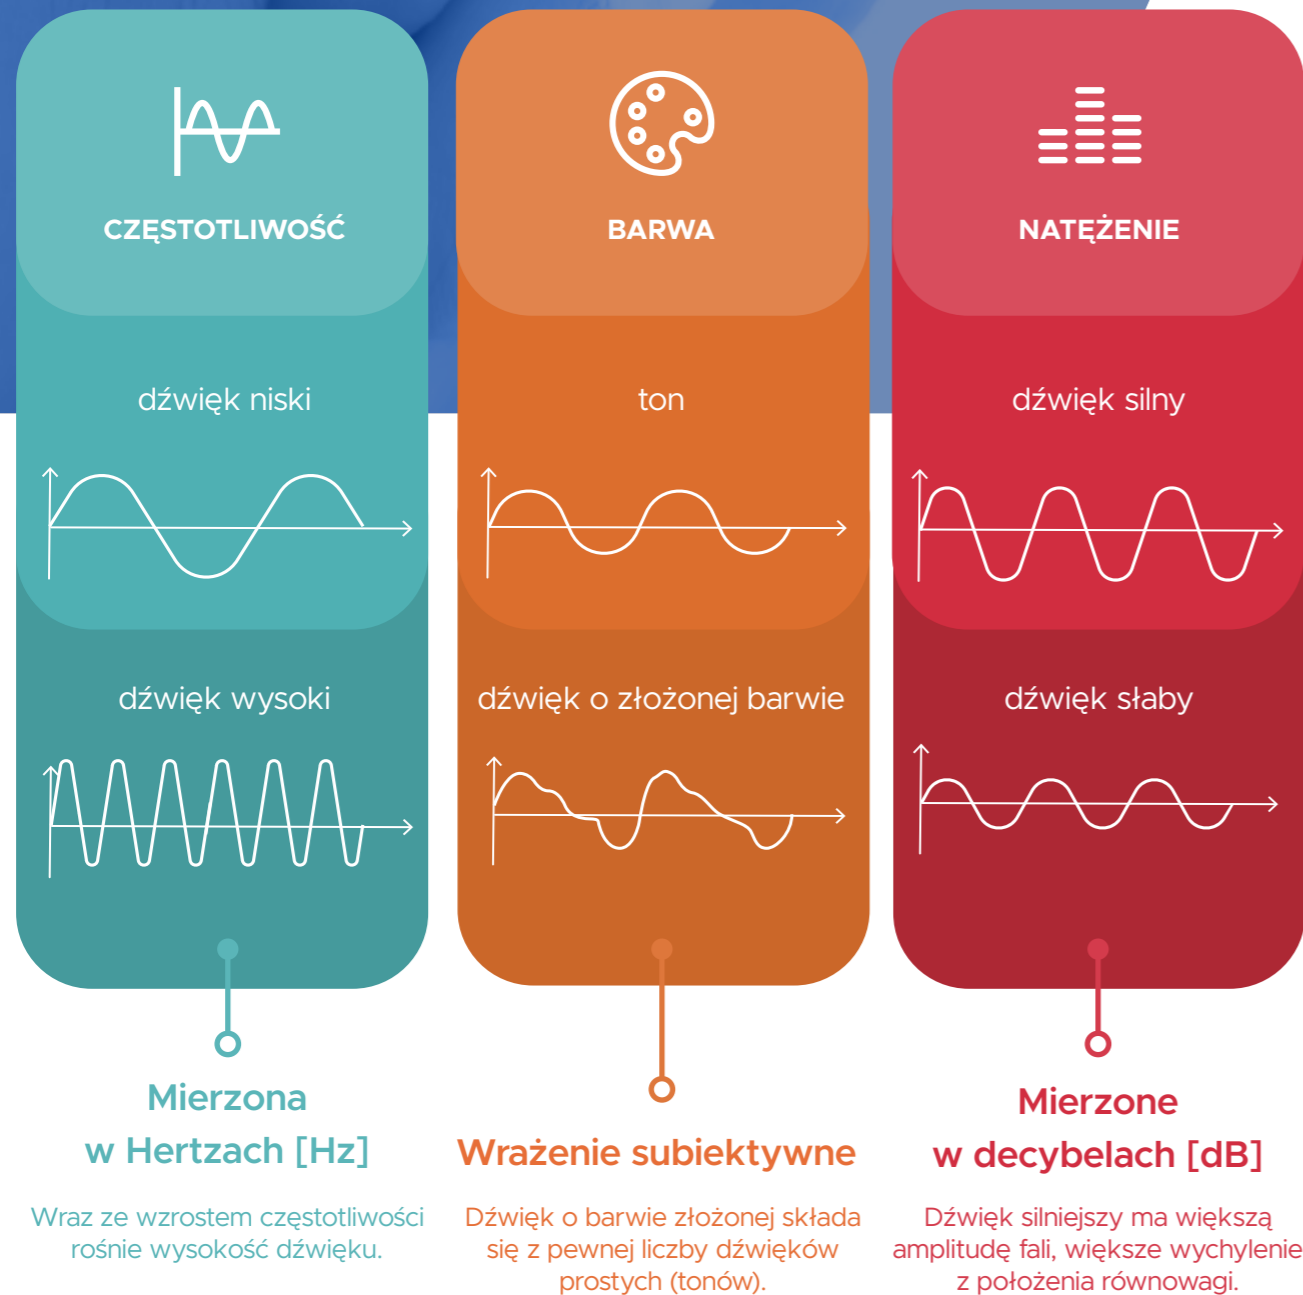 CZĘSTOTLIWOŚĆ
dźwięk niski
dźwięk wysoki
Mierzona
w Hertzach [Hz]
Wraz ze wzrostem częstotliwości
rośnie wysokość dźwięku.
BARWA
ton
dźwięk o złożonej barwie
Wrażenie subiektywne
Dźwięk o barwie złożonej składa
się z pewnej liczby dźwięków
prostych (tonów).
NATĘŻENIE
dźwięk silny
dźwięk słaby
Mierzone
w decybelach [dB]
Dźwięk silniejszy ma większą
amplitudę fali, większe wychylenie
z położenia równowagi.